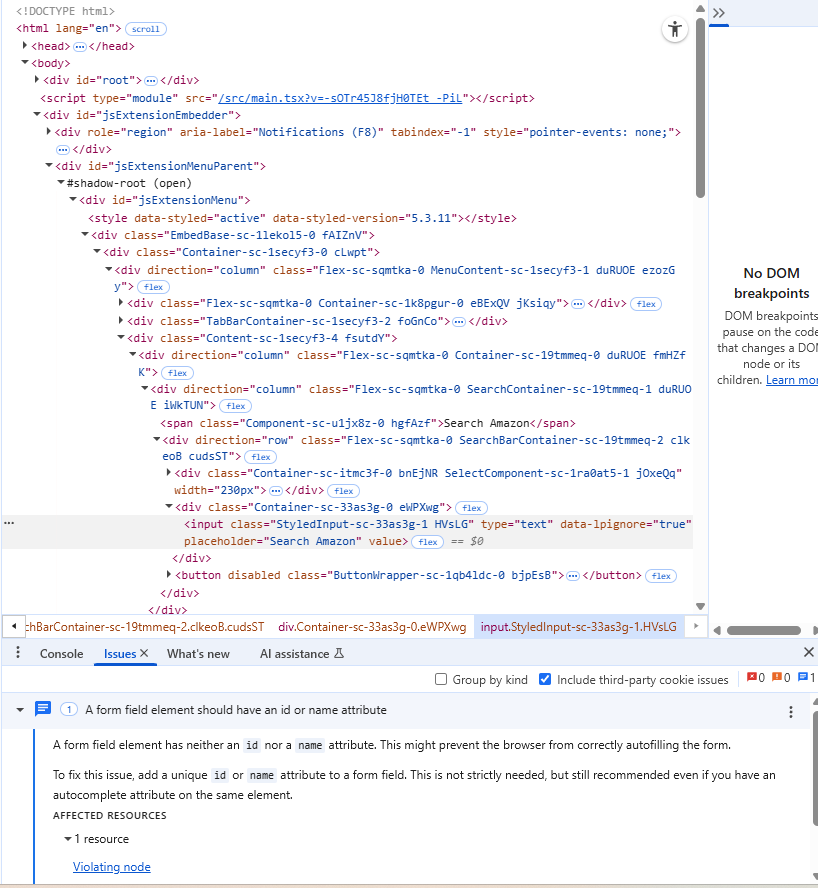 <!DOCTYPE html>
<html lang="en"> scroll
<head> ⋯ </head>
<body>
<div id="root"> ⋯ </div>
<script type="module" src="/src/main.tsx?v=-sOTr45J8fjH0TEt_-PiL"></script>
<div id="jsExtensionEmbedder">
<div role="region" aria-label="Notifications (F8)" tabindex="-1" style="pointer-events: none;">
⋯ </div>
<div id="jsExtensionMenuParent">
#shadow-root (open)
<div id="jsExtensionMenu">
<style data-styled="active" data-styled-version="5.3.11"></style>
<div class="EmbedBase-sc-1lekol5-0 fAIZnV">
<div class="Container-sc-1secyf3-0 cLwpt">
<div direction="column" class="Flex-sc-sqmtka-0 MenuContent-sc-1secyf3-1 duRUOE ezozG
y"> flex
<div class="Flex-sc-sqmtka-0 Container-sc-1k8pgur-0 eBExQV jKsiqy"> ⋯ </div> flex
<div class="TabBarContainer-sc-1secyf3-2 foGnCo"> ⋯ </div>
<div class="Content-sc-1secyf3-4 fsutdY">
<div direction="column" class="Flex-sc-sqmtka-0 Container-sc-19tmmeq-0 duRUOE fmHZf
K"> flex
<div direction="column" class="Flex-sc-sqmtka-0 SearchContainer-sc-19tmmeq-1 duRUO
E iWkTUN"> flex
<span class="Component-sc-u1jx8z-0 hgfAzf">Search Amazon</span>
<div direction="row" class="Flex-sc-sqmtka-0 SearchBarContainer-sc-19tmmeq-2 clk
eoB cudsST"> flex
<div class="Container-sc-itmc3f-0 bnEjNR SelectComponent-sc-1ra0at5-1 jOxeQq"
width="230px"> ⋯ </div> flex
<div class="Container-sc-33as3g-0 eWPXwg"> flex
<input class="StyledInput-sc-33as3g-1 HVsLG" type="text" data-lpignore="true"
placeholder="Search Amazon" value> flex == $0
</div>
<button disabled class="ButtonWrapper-sc-1qb4ldc-0 bjpEsB"> ⋯ </button> flex
</div>
</div>
No DOM
breakpoints
DOM breakpoints
pause on the code
that changes a DOM
node or its
children. Learn mor
chBarContainer-sc-19tmmeq-2.clkeoB.cudsST div.Container-sc-33as3g-0.eWPXwg input.StyledInput-sc-33as3g-1.HVsLG
Console Issues What's new AI assistance
Group by kind Include third-party cookie issues 0 0 1
1 A form field element should have an id or name attribute
A form field element has neither an id nor a name attribute. This might prevent the browser from correctly autofilling the form.
To fix this issue, add a unique id or name attribute to a form field. This is not strictly needed, but still recommended even if you have an
autocomplete attribute on the same element.
AFFECTED RESOURCES
1 resource
Violating node